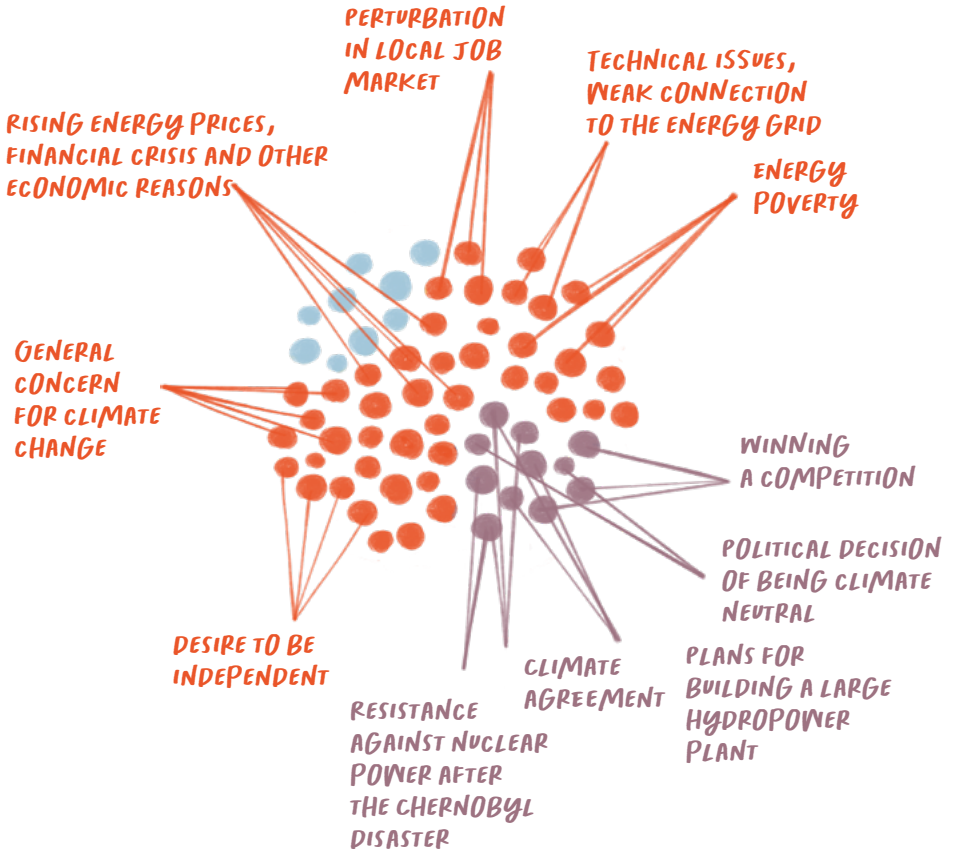 PERTURBATION
IN LOCAL JOB
MARKET
TECHNICAL ISSUES,
WEAK CONNECTION
TO THE ENERGY GRID
RISING ENERGY PRICES,
FINANCIAL CRISIS AND OTHER
ECONOMIC REASONS
ENERGY
POVERTY
GENERAL
CONCERN
FOR CLIMATE
CHANGE
WINNING
A COMPETITION
POLITICAL DECISION
OF BEING CLIMATE
NEUTRAL
DESIRE TO BE
INDEPENDENT
CLIMATE
AGREEMENT
PLANS FOR
BUILDING A LARGE
HYDROPOWER
PLANT
RESISTANCE
AGAINST NUCLEAR
POWER AFTER
THE CHERNOBYL
DISASTER